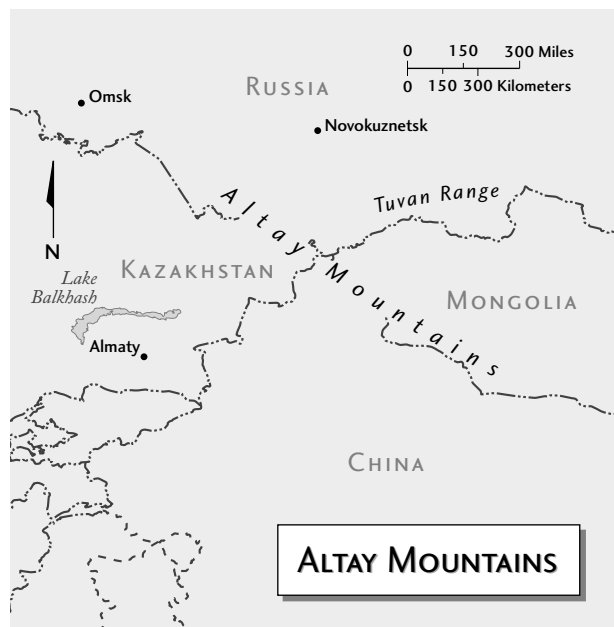 0 150 300 Miles
0 150 300 Kilometers
RUSSIA
Omsk
Novokuznetsk
Tuvan Range
Altay Mountains
N
KAZAKHSTAN
Lake
Balkhash
MONGOLIA
Almaty
CHINA
ALTAY MOUNTAINS